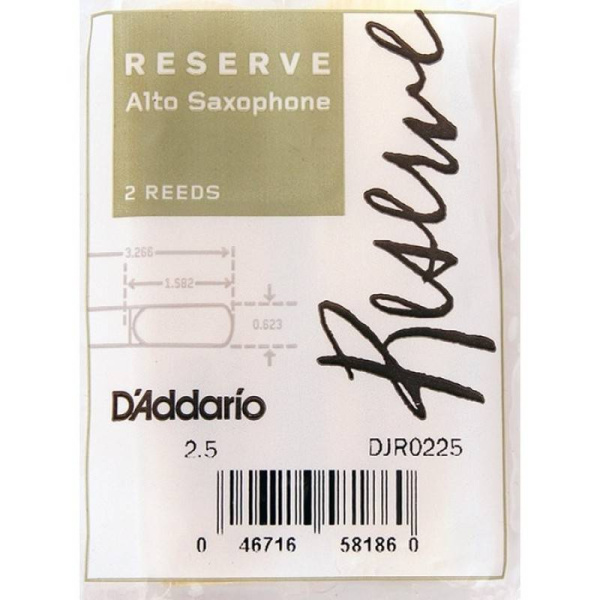 RESERVE
Alto Saxophone
2 REEDS
Reserve
3.266
1.582
0.623
D'Addario
2.5 DJR0225
0 46716 58186 0